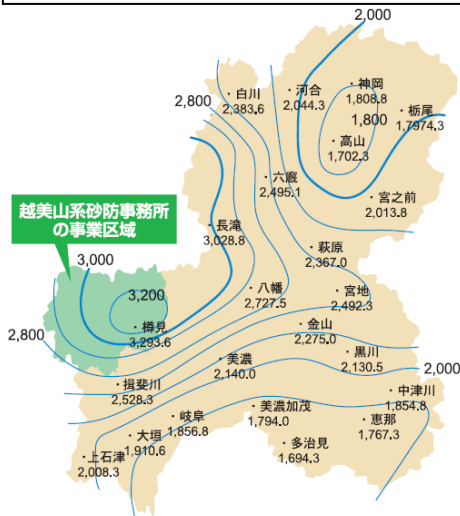 2,000
白川
2,383.6
河合
2,044.3
神岡
1,808.8
2,800
1,800
栃尾
1,7974.3
高山
1,702.3
六厩
2,495.1
宮之前
2,013.8
越美山系砂防事務所
の事業区域
長滝
3,028.8
萩原
2,367.0
3,000
3,200
八幡
2,727.5
宮地
2,492.3
樽見
3,293.6
2,800
金山
2,275.0
美濃
2,140.0
黒川
2,130.5
2,000
揖斐川
2,528.3
中津川
1,854.8
岐阜
1,856.8
美濃加茂
1,794.0
恵那
1,767.3
大垣
1,910.6
多治見
1,694.3
上石津
2,008.3